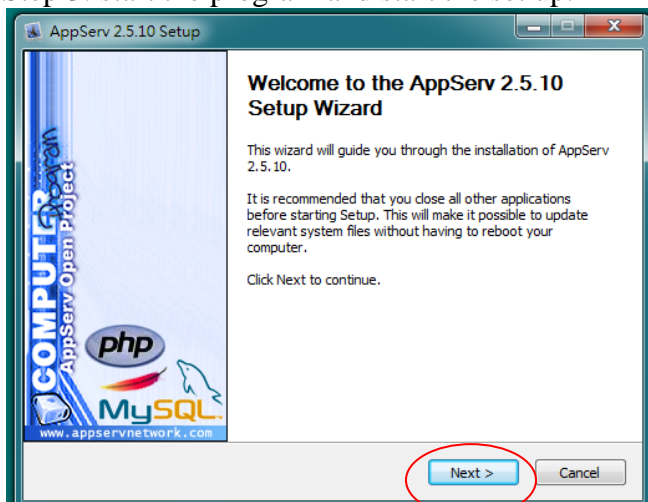 AppServ 2.5.10 Setup
Welcome to the AppServ 2.5.10
Setup Wizard
This wizard will guide you through the installation of AppServ
2.5.10.
It is recommended that you close all other applications
before starting Setup. This will make it possible to update
relevant system files without having to reboot your
computer.
Click Next to continue.
COMPUTER
Program
AppServ Open Project
php
MySQL
www.appservnetwork.com
Next >
Cancel